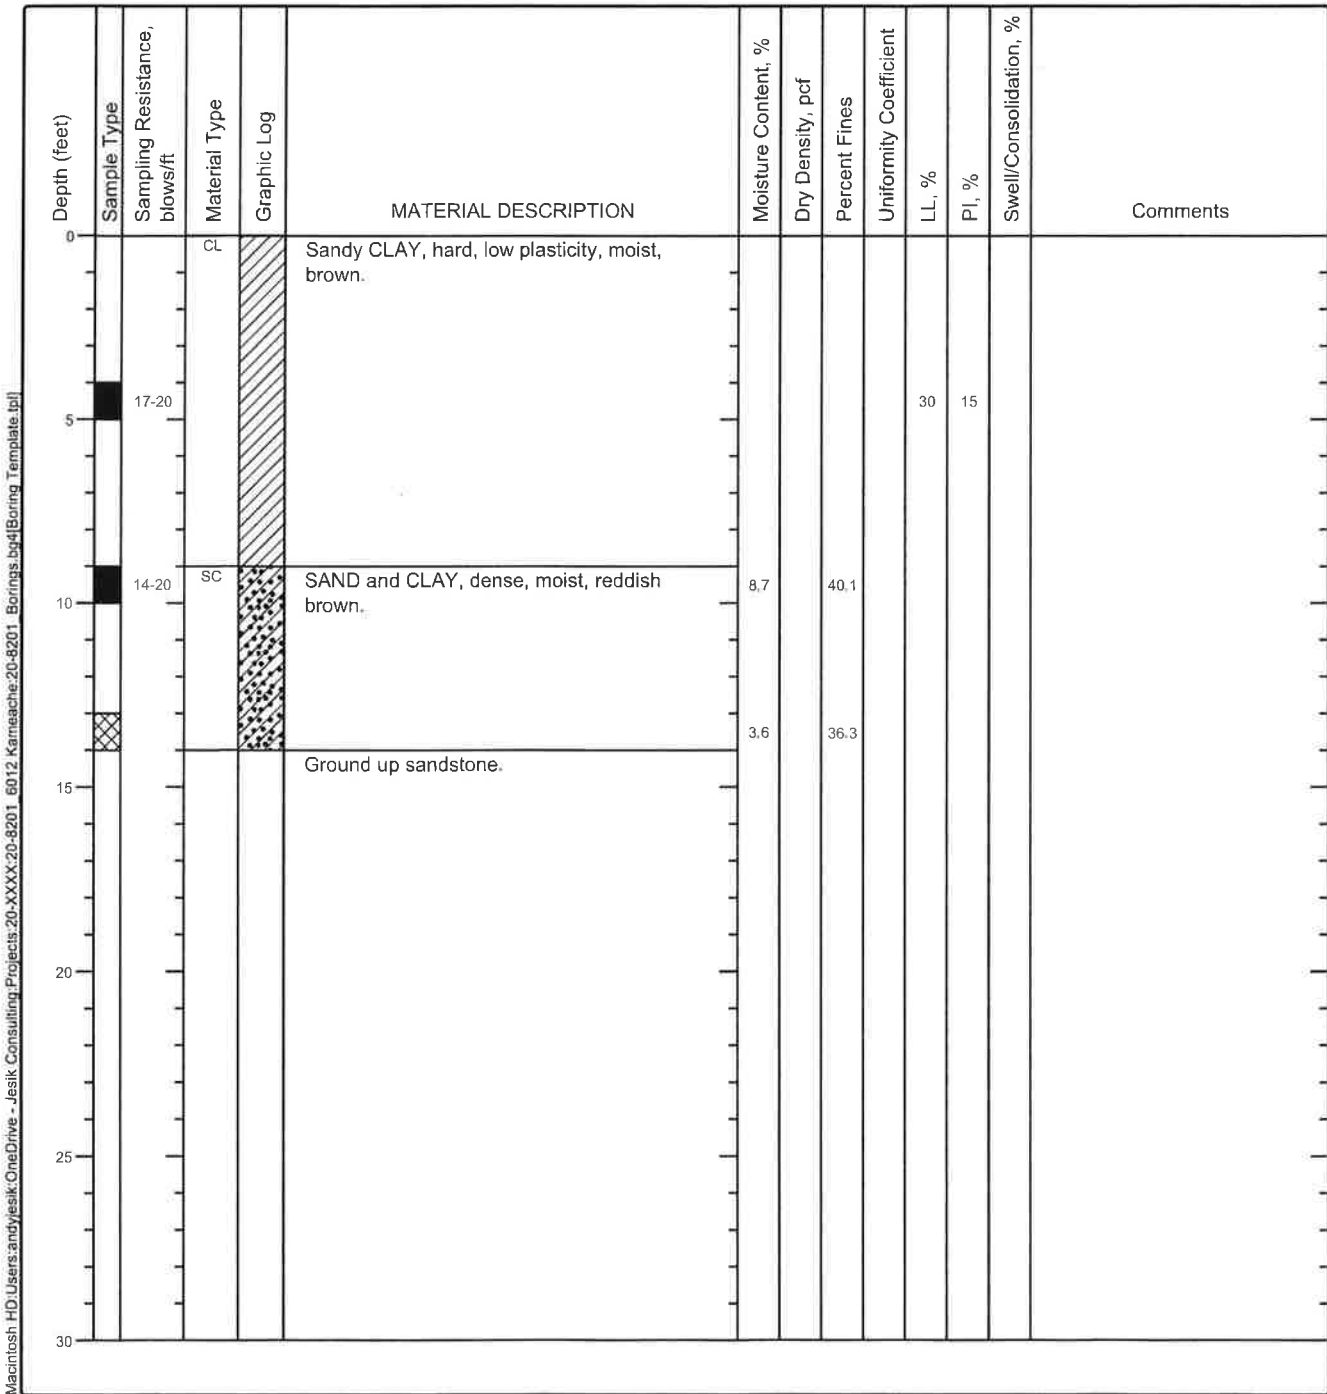 Depth (feet)
Sample Type
Sampling Resistance,
blows/ft
Material Type
Graphic Log
MATERIAL DESCRIPTION
Moisture Content, %
Dry Density, pcf
Percent Fines
Uniformity Coefficient
LL, %
PI, %
Swell/Consolidation, %
Comments
0
CL
Sandy CLAY, hard, low plasticity, moist,
brown.
17-20
30
15
5
SC
SAND and CLAY, dense, moist, reddish
brown.
14-20
8.7
40.1
10
3.6
36.3
Ground up sandstone.
15
20
25
30
Macintosh HD:Users:andyjesik:OneDrive - Jesik Consulting:Projects:20-XXXX:20-8201_6012 Karneache:20-8201_Borings.bg4[Boring Template.tpl]